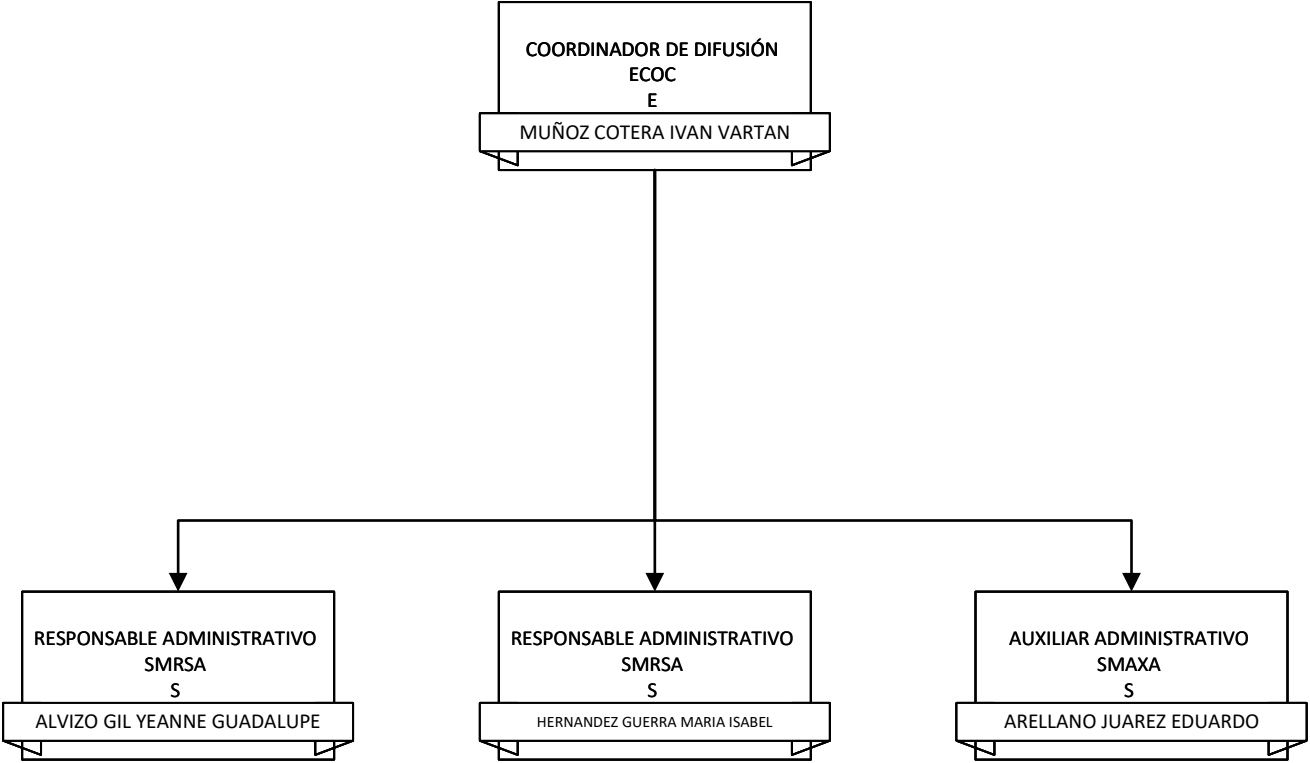 COORDINADOR DE DIFUSIÓN
ECOC
E
MUÑOZ COTERA IVAN VARTAN
RESPONSABLE ADMINISTRATIVO
SMRSA
S
ALVIZO GIL YEANNE GUADALUPE
RESPONSABLE ADMINISTRATIVO
SMRSA
S
HERNANDEZ GUERRA MARIA ISABEL
AUXILIAR ADMINISTRATIVO
SMAXA
S
ARELLANO JUAREZ EDUARDO